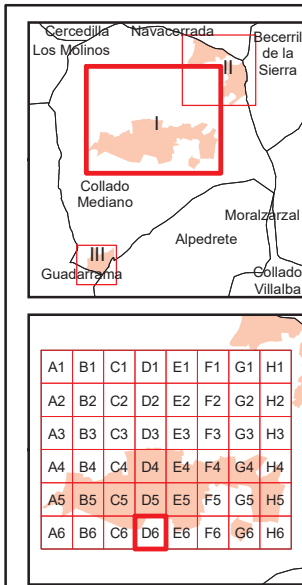 Cercedilla Navacerrada Becerril
Los Molinos de la
II Sierra
I
Collado
Mediano
Moralzarzal
Alpedrete
III
Guadarrama Collado
Villalba
A1 B1 C1 D1 E1 F1 G1 H1
A2 B2 C2 D2 E2 F2 G2 H2
A3 B3 C3 D3 E3 F3 G3 H3
A4 B4 C4 D4 E4 F4 G4 H4
A5 B5 C5 D5 E5 F5 G5 H5
A6 B6 C6 D6 E6 F6 G6 H6